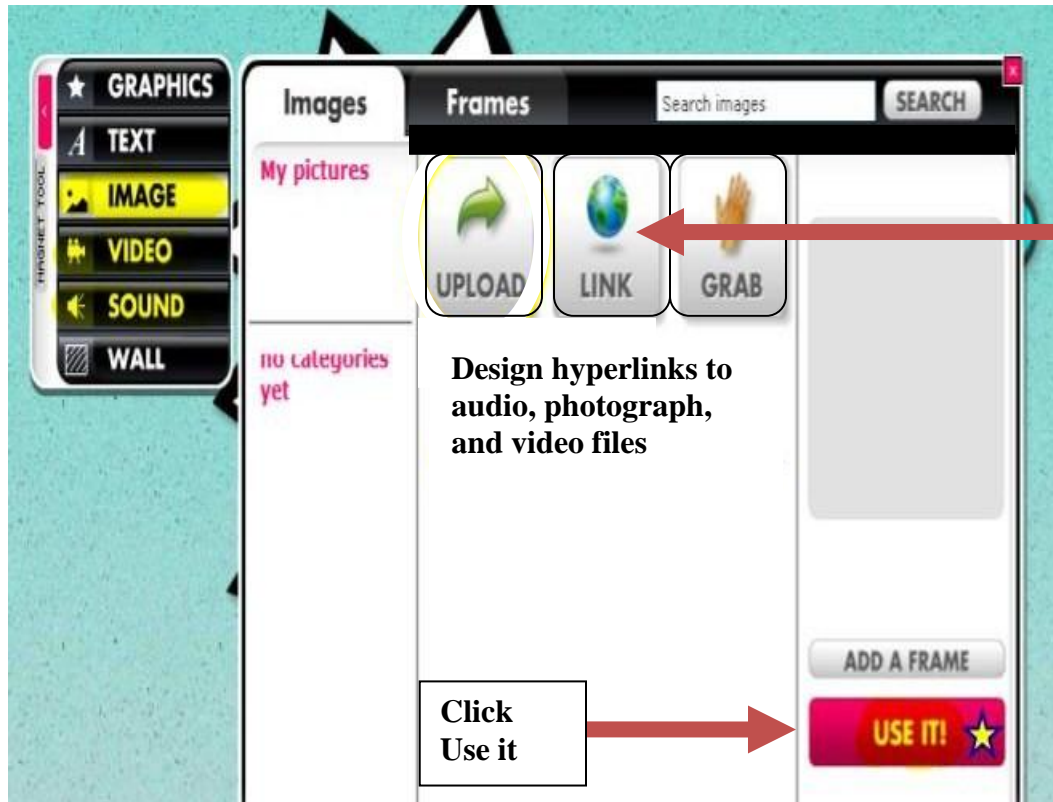 MAGNET TOOL
GRAPHICS
TEXT
IMAGE
VIDEO
SOUND
WALL
Images
Frames
Search images
SEARCH
x
My pictures
no categories
yet
UPLOAD
LINK
GRAB
Design hyperlinks to
audio, photograph,
and video files
ADD A FRAME
Click
Use it
USE IT!